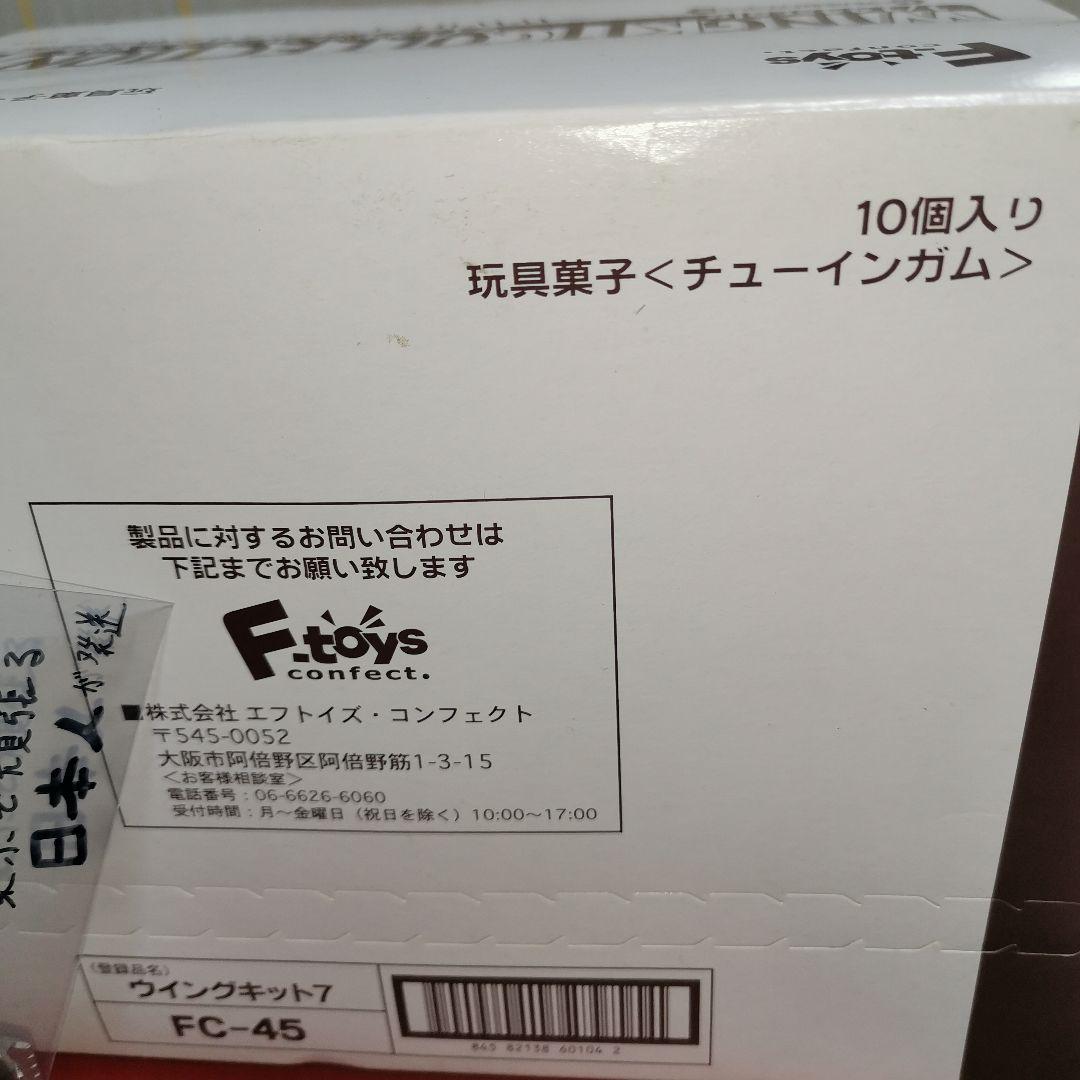 F-toys
confect.
玩具菓子
10個入り
玩具菓子<チューインガム>
製品に対するお問い合わせは
下記までお願い致します
F-toys
confect.
■株式会社 エフトイズ・コンフェクト
〒545-0052
大阪市阿倍野区阿倍野筋1-3-15
<お客様相談室>
電話番号:06-6626-6060
受付時間:月～金曜日(祝日を除く)10:00～17:00
日本人が発送
(登録品名)
ウイングキット7
FC-45